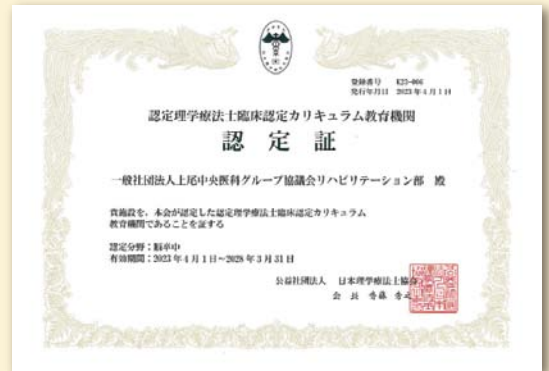 登録番号 K23-006
発行年月日 2023年4月1日
認定理学療法士臨床認定カリキュラム教育機関
認定証
一般社団法人上尾中央医科グループ協議会リハビリテーション部 殿
貴施設を、本会が認定した認定理学療法士臨床認定カリキュラム
教育機関であることを証する
認定分野:脳卒中
有効期間:2023年4月1日~2028年3月31日
公益社団法人 日本理学療法士協会
会長 斉藤 秀之